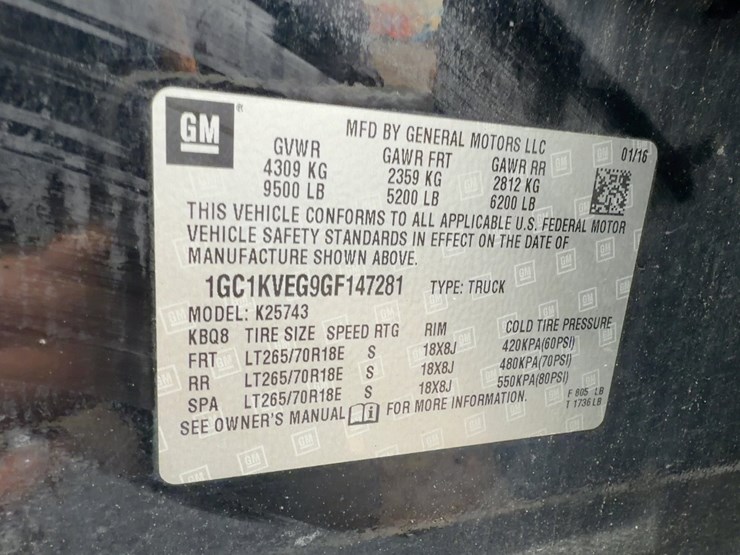 GM
MFD BY GENERAL MOTORS LLC
01/16
GVWR GAWR FRT GAWR RR
4309 KG 2359 KG 2812 KG
9500 LB 5200 LB 6200 LB
THIS VEHICLE CONFORMS TO ALL APPLICABLE U.S. FEDERAL MOTOR
VEHICLE SAFETY STANDARDS IN EFFECT ON THE DATE OF
MANUFACTURE SHOWN ABOVE.
1GC1KVEG9GF147281 TYPE: TRUCK
MODEL: K25743
KBQ8 TIRE SIZE SPEED RTG RIM COLD TIRE PRESSURE
FRT LT265/70R18E S 18X8J 420KPA(60PSI)
RR LT265/70R18E S 18X8J 480KPA(70PSI)
SPA LT265/70R18E S 18X8J 550KPA(80PSI)
SEE OWNER'S MANUAL i FOR MORE INFORMATION.
F 805 LB
T 1736 LB